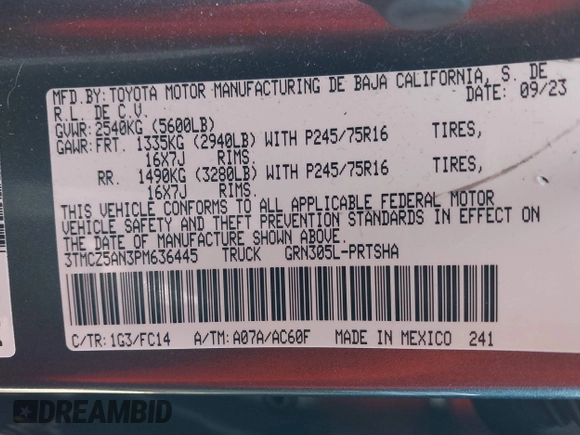 MFD.BY:TOYOTA MOTOR MANUFACTURING DE BAJA CALIFORNIA, S. DE
R.L. DE C.V. DATE: 09/23
GVWR:2540KG (5600LB)
GAWR:FRT. 1335KG (2940LB) WITH P245/75R16 TIRES,
16X7J RIMS.
RR. 1490KG (3280LB) WITH P245/75R16 TIRES,
16X7J RIMS.
THIS VEHICLE CONFORMS TO ALL APPLICABLE FEDERAL MOTOR
VEHICLE SAFETY AND THEFT PREVENTION STANDARDS IN EFFECT ON
THE DATE OF MANUFACTURE SHOWN ABOVE.
3TMCZ5AN3PM636445 TRUCK GRN305L-PRTSHA
C/TR:1G3/FC14 A/TM:A07A/AC60F MADE IN MEXICO 241
DREAMBID